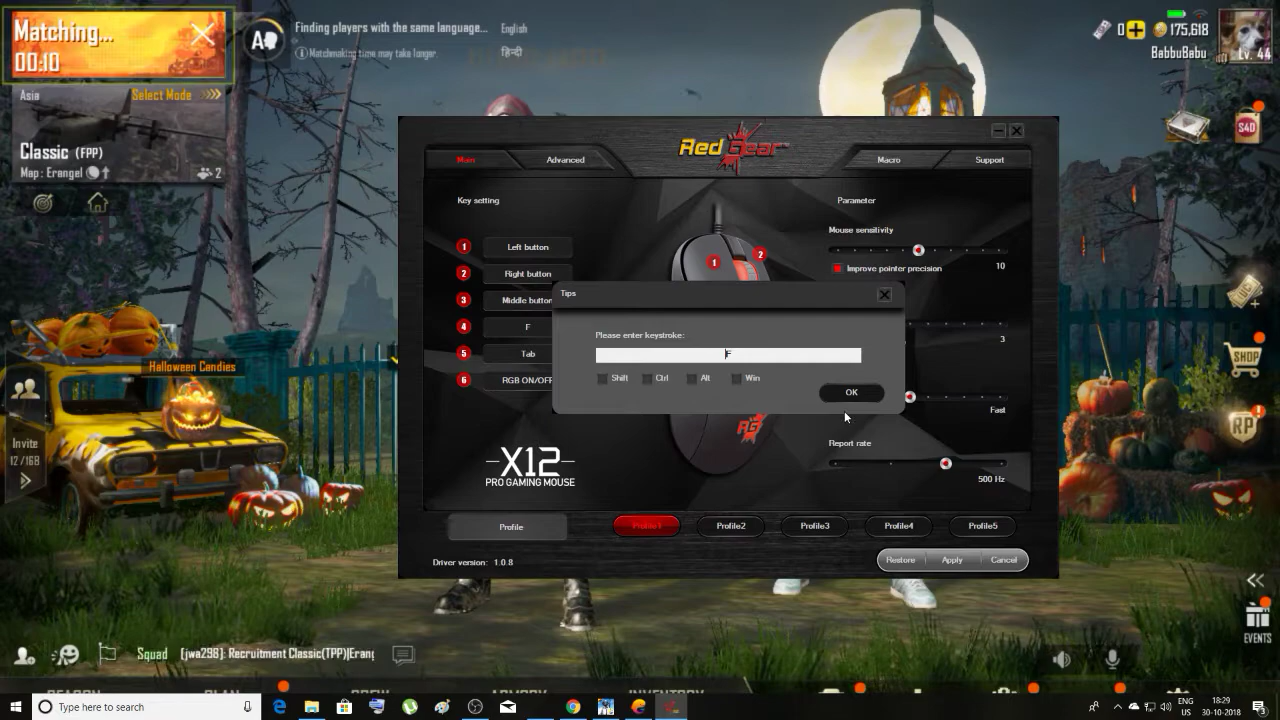 Matching...
00:10
Finding players with the same language...
English
Matchmaking time may take longer.
हिन्दी
0
175,618
BabbuBabu
Lv. 44
Asia
Select Mode
Classic (FPP)
Map : Erangel
2
S4D
Red Gear
Main
Advanced
Macro
Support
Key setting
Parameter
1 Left button
2 Right button
3 Middle button
4 F
5 Tab
6 RGB ON/OFF
1
2
Mouse sensitivity
Improve pointer precision
10
3
Fast
Report rate
500 Hz
Tips
Please enter keystroke:
F
Shift
Ctrl
Alt
Win
OK
RG
X12
PRO GAMING MOUSE
Profile
Profile1
Profile2
Profile3
Profile4
Profile5
Driver version: 1.0.8
Restore
Apply
Cancel
Halloween Candies
Invite
12/168
SHOP
RP
EVENTS
Squad
[jwa298]: Recruitment Classic(TPP)|Erang
INVENTORY
Type here to search
ENG
US
18:29
30-10-2018
3